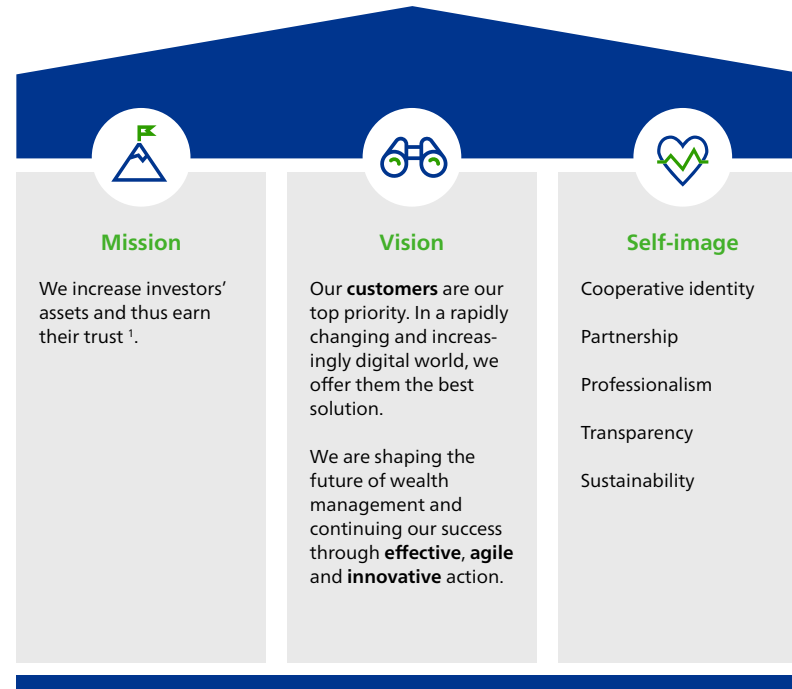 Mission
We increase investors’
assets and thus earn
their trust ¹.
Vision
Our customers are our
top priority. In a rapidly
changing and increas-
ingly digital world, we
offer them the best
solution.
We are shaping the
future of wealth
management and
continuing our success
through effective, agile
and innovative action.
Self-image
Cooperative identity
Partnership
Professionalism
Transparency
Sustainability